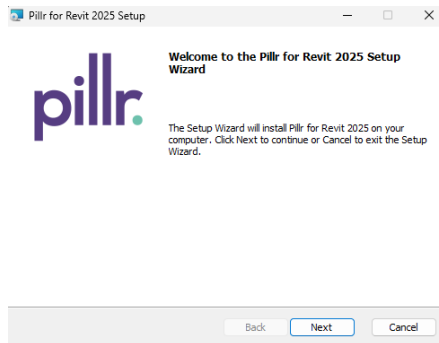 Pillr for Revit 2025 Setup
pillr.
Welcome to the Pillr for Revit 2025 Setup
Wizard
The Setup Wizard will install Pillr for Revit 2025 on your
computer. Click Next to continue or Cancel to exit the Setup
Wizard.
Back Next Cancel